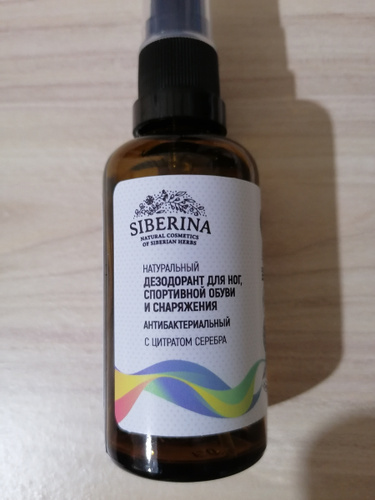 SIBERINA
NATURAL COSMETICS
OF SIBERIAN HERBS
НАТУРАЛЬНЫЙ
ДЕЗОДОРАНТ ДЛЯ НОГ,
СПОРТИВНОЙ ОБУВИ
И СНАРЯЖЕНИЯ
АНТИБАКТЕРИАЛЬНЫЙ
С ЦИТРАТОМ СЕРЕБРА